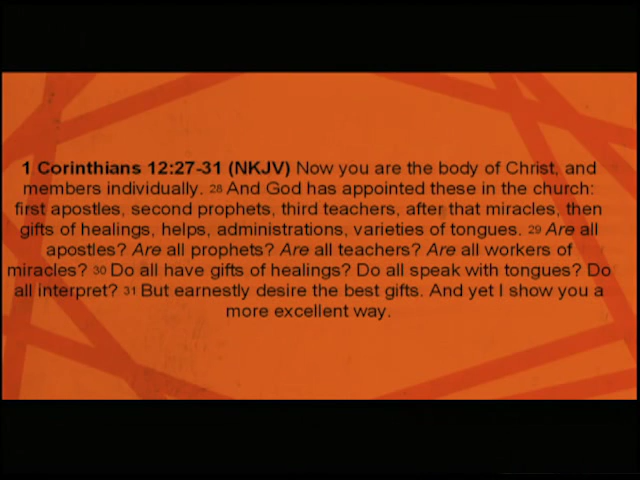 1 Corinthians 12:27-31 (NKJV) Now you are the body of Christ, and
members individually. 28 And God has appointed these in the church:
first apostles, second prophets, third teachers, after that miracles, then
gifts of healings, helps, administrations, varieties of tongues. 29 Are all
apostles? Are all prophets? Are all teachers? Are all workers of
miracles? 30 Do all have gifts of healings? Do all speak with tongues? Do
all interpret? 31 But earnestly desire the best gifts. And yet I show you a
more excellent way.